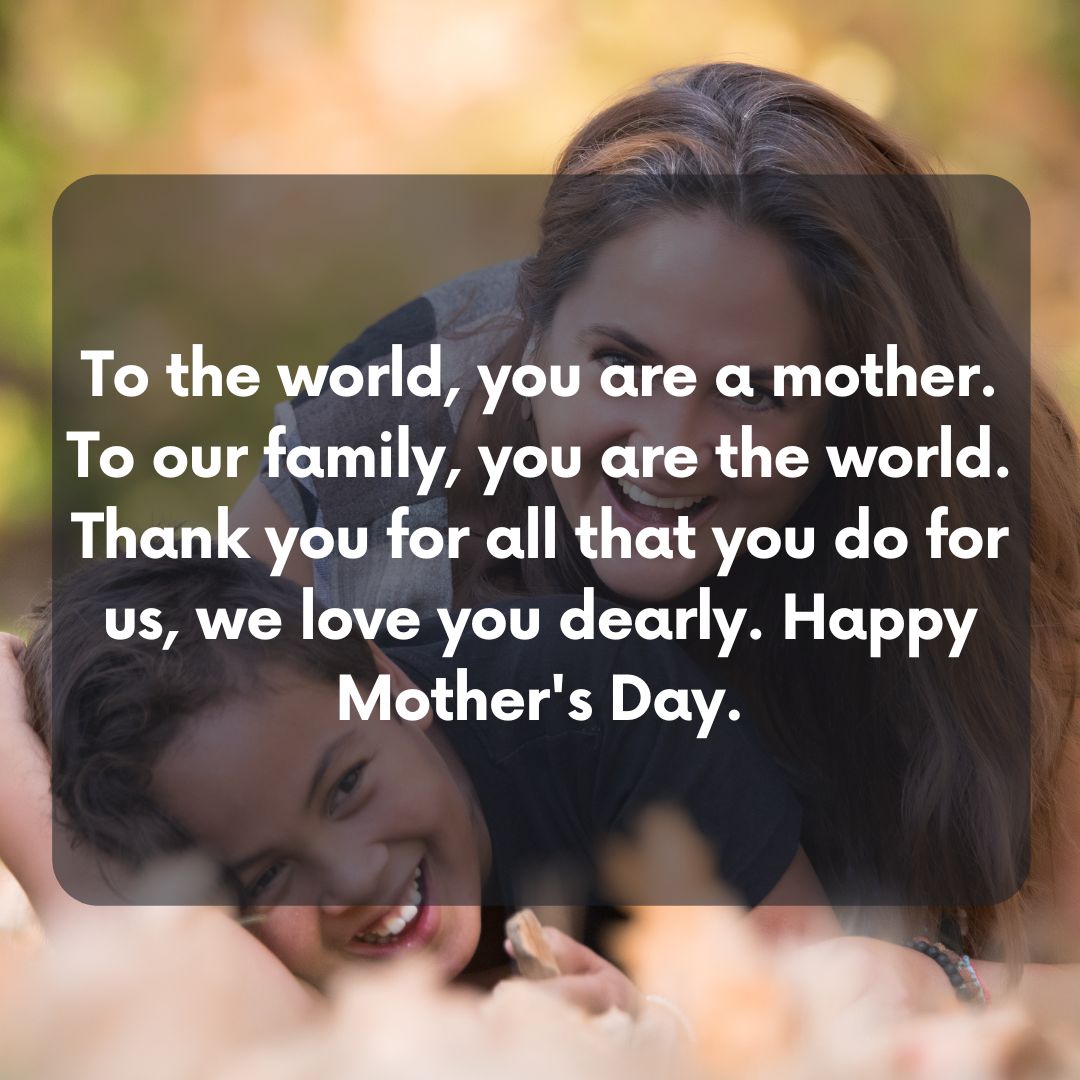 To the world, you are a mother.
To our family, you are the world.
Thank you for all that you do for
us, we love you dearly. Happy
Mother's Day.